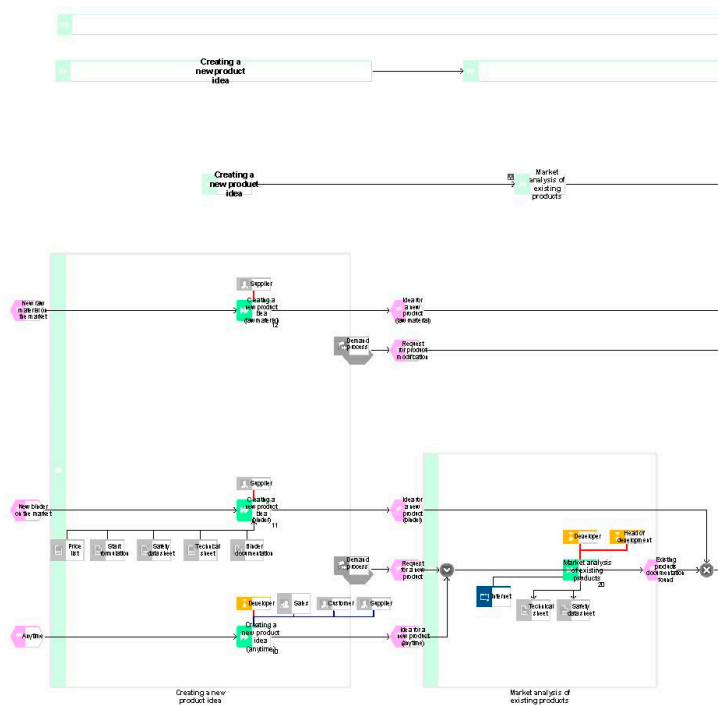 Creating a
new product
idea
Creating a
new product
idea
Market
analysis of
existing
products
Supplier
New raw
material on
the market
Creating a
new product
idea
(raw material)
12
Idea for
a new
product
(raw material)
Demand
process
Request
for product
modification
Supplier
New binder
on the market
Creating a
new product
idea
(binder)
11
Idea for
a new
product
(binder)
Price
list
Start
formulation
Safety
datasheet
Technical
sheet
Binder
documentation
Developer
Head of
development
Demand
process
Request
for a new
product
Market analysis
of existing
products
20
Existing
products
documentation
found
Internet
Technical
sheet
Safety
datasheet
Developer
Sales
Customer
Supplier
Anytime
Creating a
new product
idea
(anytime)
10
Idea for a
new product
(Anytime)
Creating a new
product idea
Market analysis of
existing products